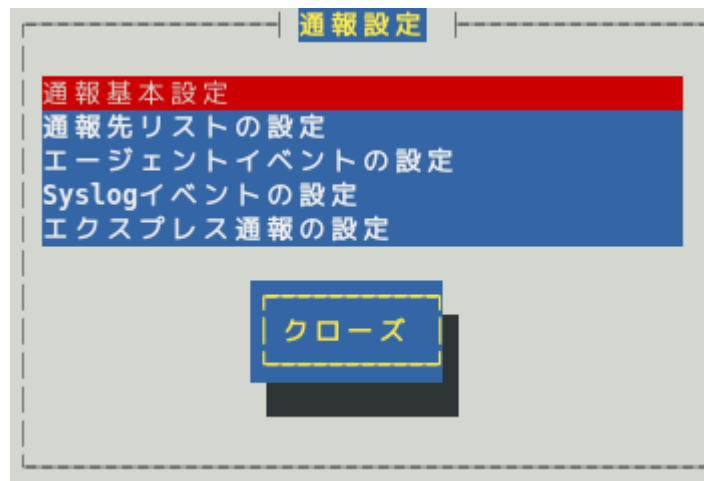 通報設定
通報基本設定
通報先リストの設定
エージェントイベントの設定
Syslogイベントの設定
エクスプレス通報の設定
クローズ